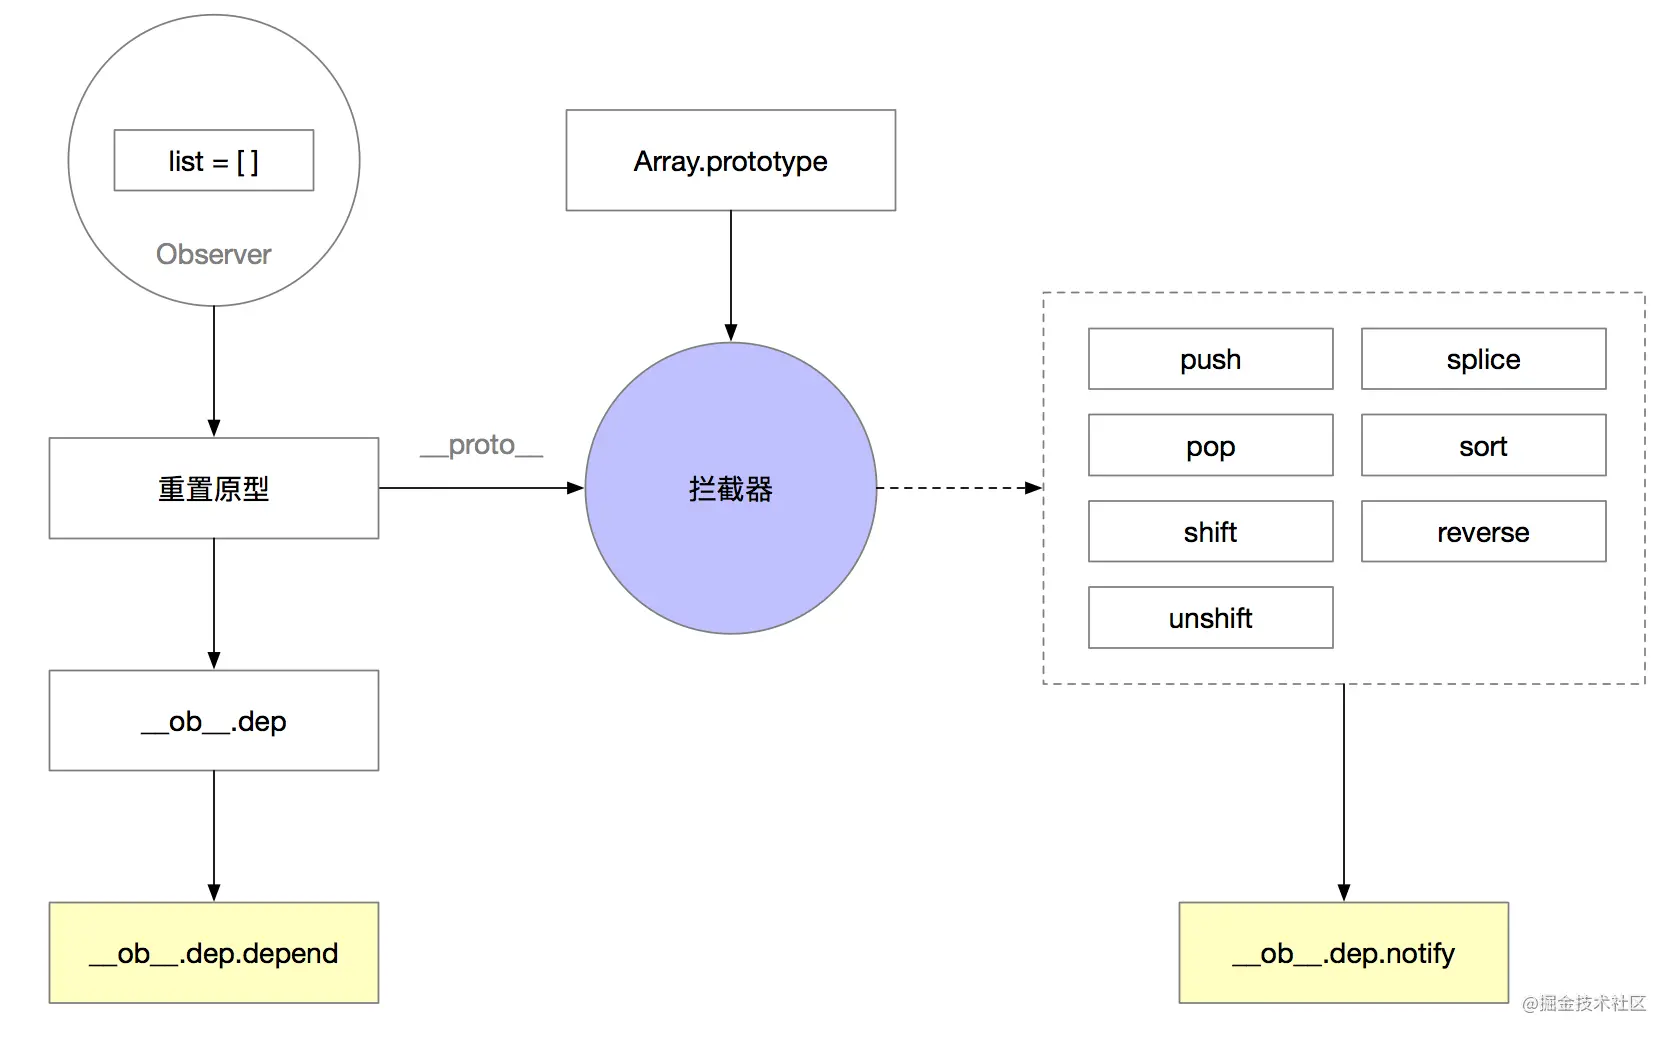 list = [ ]
Observer
Array.prototype
重置原型
__proto__
拦截器
push
splice
pop
sort
shift
reverse
unshift
__ob__.dep
__ob__.dep.depend
__ob__.dep.notify
@掘金技术社区